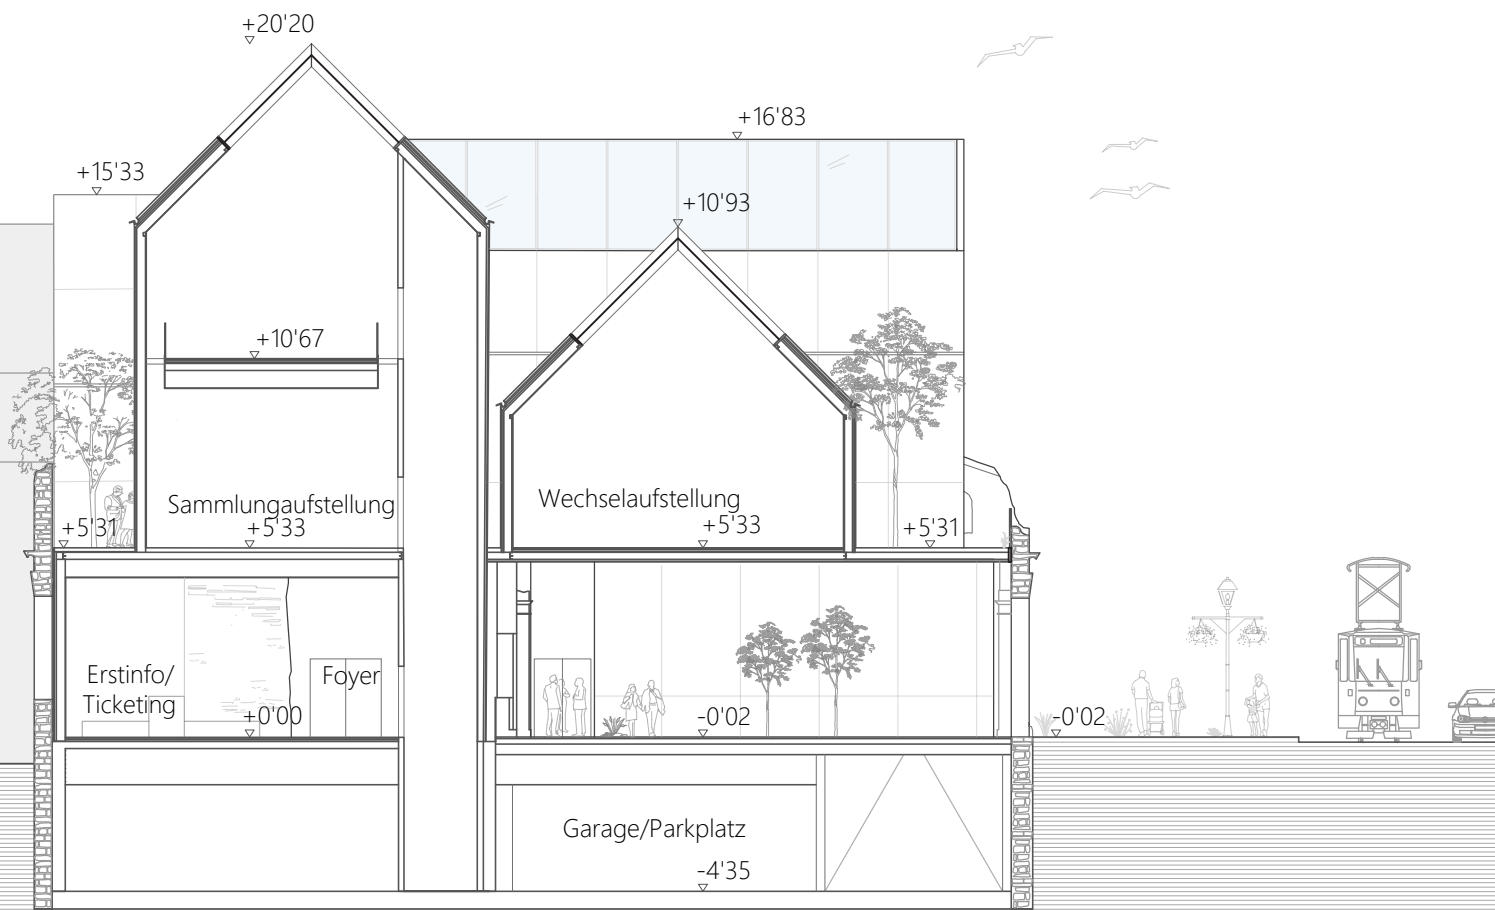 +20'20
+16'83
+15'33
+10'93
+10'67
Sammlungaufstellung
Wechselaufstellung
+5'31
+5'33
+5'33
+5'31
Erstinfo/
Ticketing
Foyer
+0'00
-0'02
-0'02
Garage/Parkplatz
-4'35